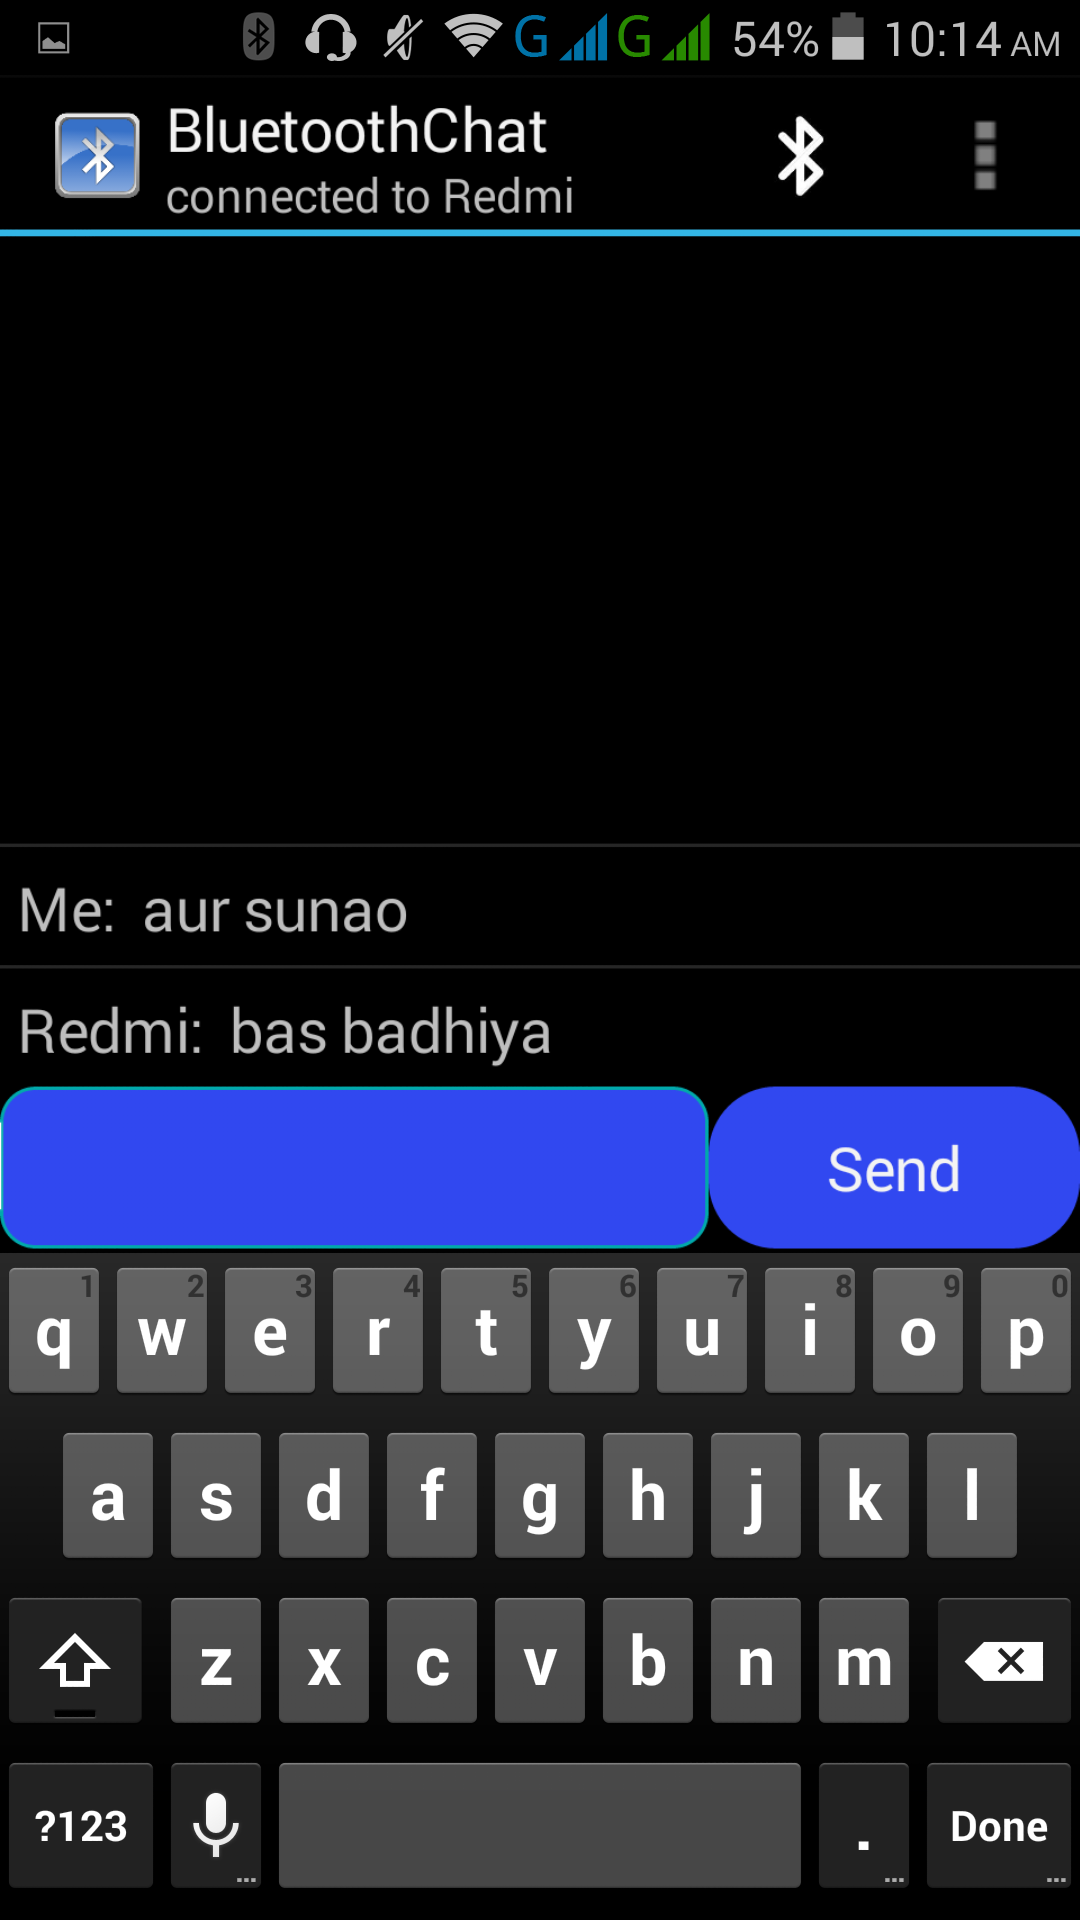 G G 54% 10:14 AM
BluetoothChat
connected to Redmi
Me: aur sunao
Redmi: bas badhiya
Send
1 2 3 4 5 6 7 8 9 0
q w e r t y u i o p
a s d f g h j k l
z x c v b n m
?123 . Done